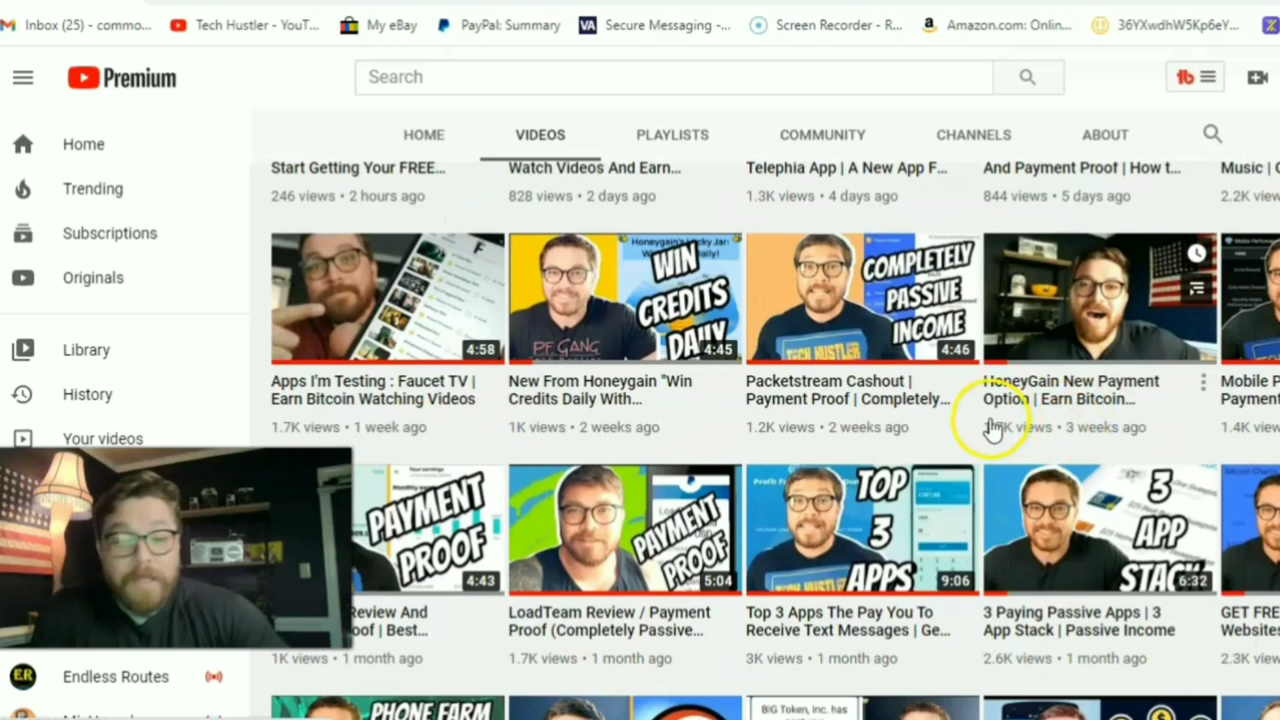 Inbox (25) - commo... Tech Hustler - YouT... My eBay PayPal: Summary VA Secure Messaging -... Screen Recorder - R... Amazon.com: Onlin... 36YXwdhW5Kp6eY...
Premium Search
HOME VIDEOS PLAYLISTS COMMUNITY CHANNELS ABOUT
Home
Trending
Subscriptions
Originals
Library
History
Your videos
Endless Routes
Start Getting Your FREE... Watch Videos And Earn... Telephia App | A New App F... And Payment Proof | How t... Music |
246 views • 2 hours ago 828 views • 2 days ago 1.3K views • 4 days ago 844 views • 5 days ago 2.2K
Honeygain's
WIN
CREDITS
DAILY
PF GANG
COMPLETELY
PASSIVE
INCOME
TECH HUSTLER
4:58 4:45 4:46
Apps I'm Testing : Faucet TV | New From Honeygain "Win Packetstream Cashout | HoneyGain New Payment Mobile P
Earn Bitcoin Watching Videos Credits Daily With... Payment Proof | Completely... Option | Earn Bitcoin... Payment
1.7K views • 1 week ago 1K views • 2 weeks ago 1.2K views • 2 weeks ago views • 3 weeks ago 1.4K
PAYMENT
PROOF
PAYMENT
PROOF
TOP
3
APPS
3
APP
STACK
4:43 5:04 9:06 6:32
Review And LoadTeam Review / Payment Top 3 Apps The Pay You To 3 Paying Passive Apps | 3 GET FRE
oof | Best... Proof (Completely Passive... Receive Text Messages | Ge... App Stack | Passive Income Websites
1K views • 1 month ago 1.7K views • 1 month ago 3K views • 1 month ago 2.6K views • 1 month ago 2.3K
PHONE FARM
BIG Token, Inc. has